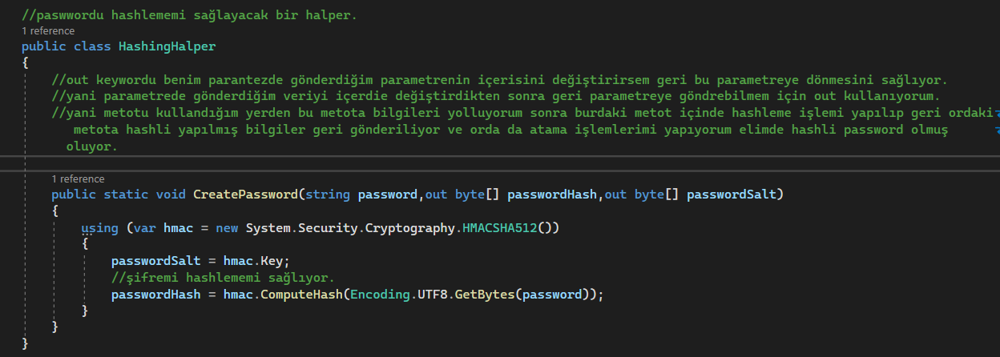 //paswwordu hashlememi sağlayacak bir halper.
1 reference
public class HashingHalper
{
//out keywordu benim parantezde gönderdiğim parametrenin içerisini değiştirirsem geri bu parametreye dönmesini sağlıyor.
//yani parametrede gönderdiğim veriyi içerdie değiştirdikten sonra geri parametreye göndrebilmem için out kullanıyorum.
//yani metotu kullandığım yerden bu metota bilgileri yolluyorum sonra burdaki metot içinde hashleme işlemi yapılıp geri ordaki
metota hashli yapılmış bilgiler geri gönderiliyor ve orda da atama işlemlerimi yapıyorum elimde hashli password olmuş
oluyor.
1 reference
public static void CreatePassword(string password,out byte[] passwordHash,out byte[] passwordSalt)
{
using (var hmac = new System.Security.Cryptography.HMACSHA512())
{
passwordSalt = hmac.Key;
//şifremi hashlememi sağlıyor.
passwordHash = hmac.ComputeHash(Encoding.UTF8.GetBytes(password));
}
}
}